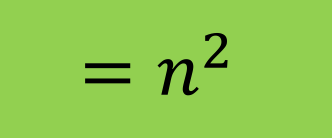 = n²